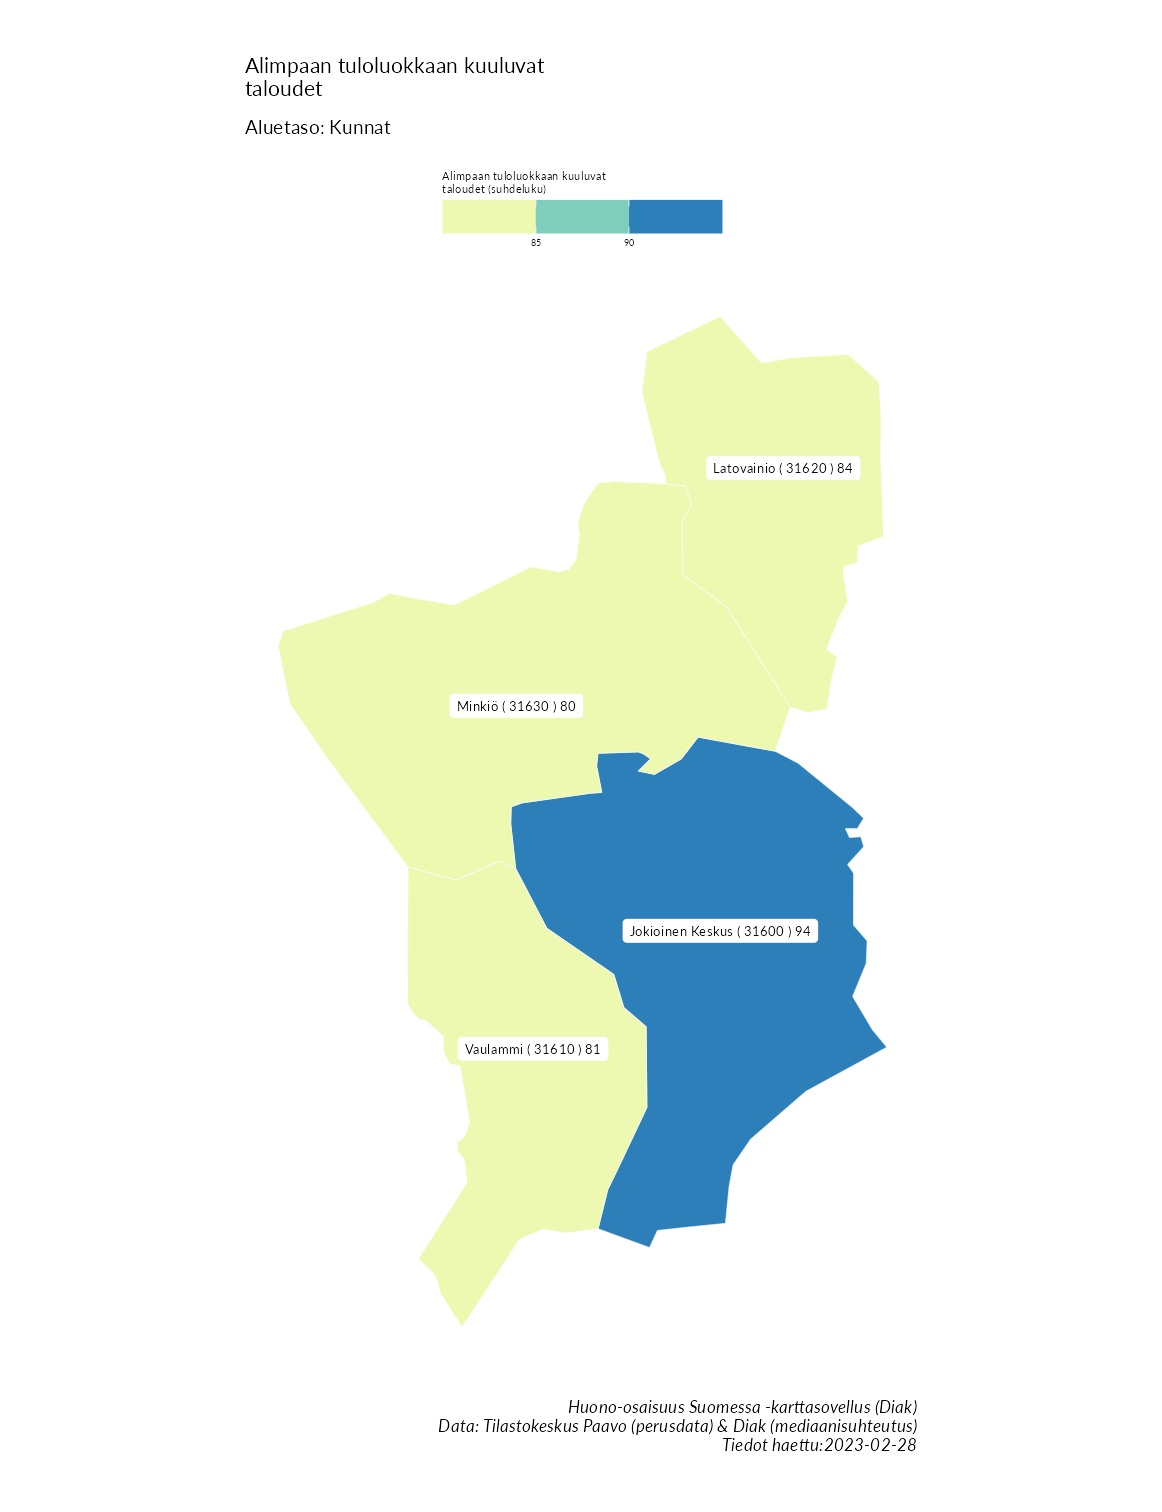 Alimpaan tuloluokkaan kuuluvat
taloudet
Aluetaso: Kunnat
Alimpaan tuloluokkaan kuuluvat
taloudet (suhdeluku)
85 90
Latovainio ( 31620 ) 84
Minkiö ( 31630 ) 80
Jokioinen Keskus ( 31600 ) 94
Vaulammi ( 31610 ) 81
Huono-osaisuus Suomessa -karttasovellus (Diak)
Data: Tilastokeskus Paavo (perusdata) & Diak (mediaanisuhteutus)
Tiedot haettu:2023-02-28